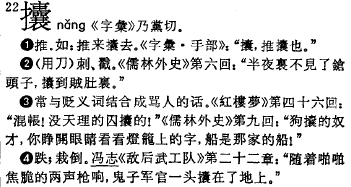 22
攮 nǎng 《字彙》乃黨切。
❶推。如：推来攮去。《字彙·手部》：“攮，推攮也。”
❷（用刀）刺、戳。《儒林外史》第六回：“半夜裏不見了鎗
頭子，攮到贼肚裏。”
❸常与贬义词结合成骂人的话。《紅樓夢》第四十六回：
“混帳！没天理的囚攮的！”《儒林外史》第九回：“狗攮的奴
才，你睁開眼睛看看燈籠上的字，船是那家的船！”
❹跌；栽倒。冯志《敌后武工队》第二十二章：“随着啪啪
焦脆的两声枪响，鬼子军官一头攮在了地上。”